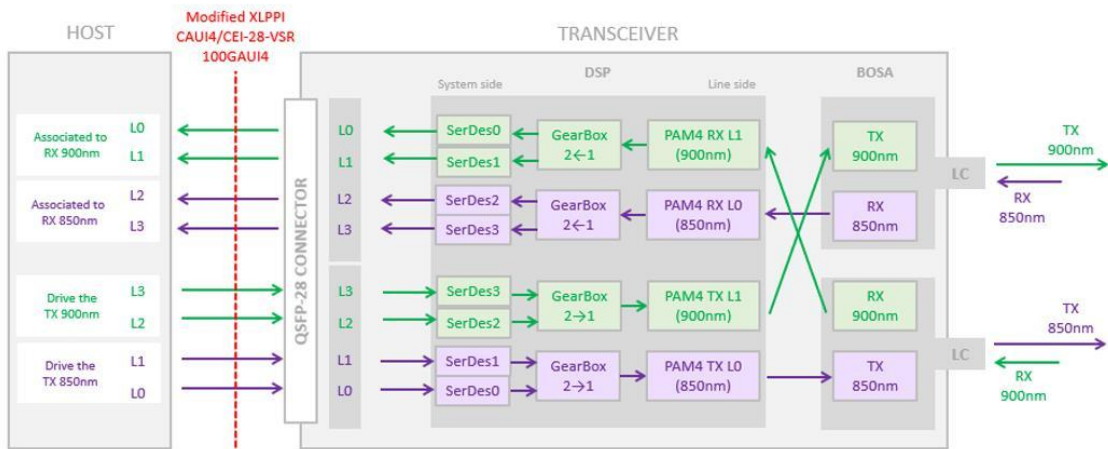 HOST
Modified XLPPI
CAUI4/CEI-28-VSR
100GAUI4
TRANSCEIVER
DSP
BOSA
System side
Line side
Associated to
RX 900nm
L0
L1
Associated to
RX 850nm
L2
L3
Drive the
TX 900nm
L3
L2
Drive the
TX 850nm
L1
L0
QSFP-28 CONNECTOR
L0
L1
L2
L3
L3
L2
L1
L0
SerDes0
SerDes1
GearBox
2←1
PAM4 RX L1
(900nm)
SerDes2
SerDes3
GearBox
2←1
PAM4 RX L0
(850nm)
SerDes3
SerDes2
GearBox
2→1
PAM4 TX L1
(900nm)
SerDes1
SerDes0
GearBox
2→1
PAM4 TX L0
(850nm)
TX
900nm
RX
850nm
RX
900nm
TX
850nm
LC
LC
TX
900nm
RX
850nm
TX
850nm
RX
900nm